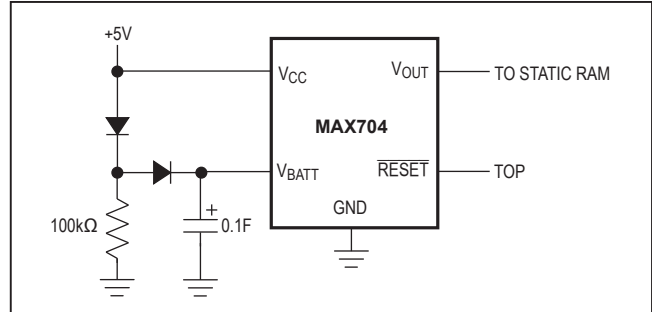 +5V
VCC
VOUT
TO STATIC RAM
MAX704
VBATT
RESET
TOP
GND
100kΩ
+
0.1F